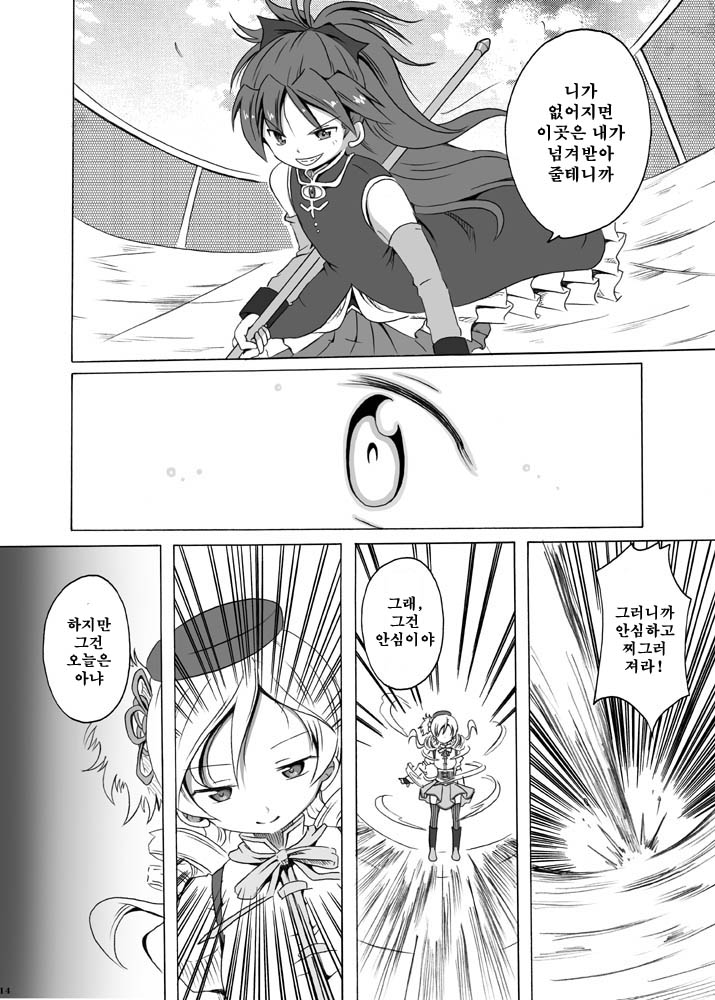 니가
없어지면
이곳은 내가
넘겨받아
줄테니까
그러니까
안심하고
찌그러
져라!
그래,
그건
안심이야
하지만
그건
오늘은
아냐
14